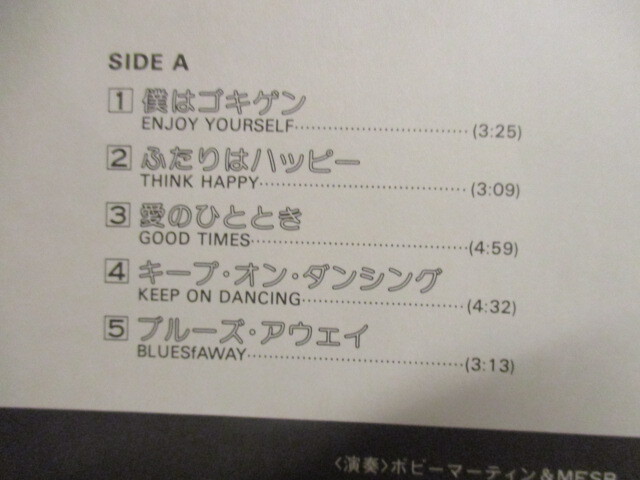 SIDE A
1 僕はゴキゲン
ENJOY YOURSELF (3:25)
2 ふたりはハッピー
THINK HAPPY (3:09)
3 愛のひととき
GOOD TIMES (4:59)
4 キープ・オン・ダンシング
KEEP ON DANCING (4:32)
5 ブルーズ・アウェイ
BLUESfAWAY (3:13)
〈演奏〉ボビーマーティン&MFSB